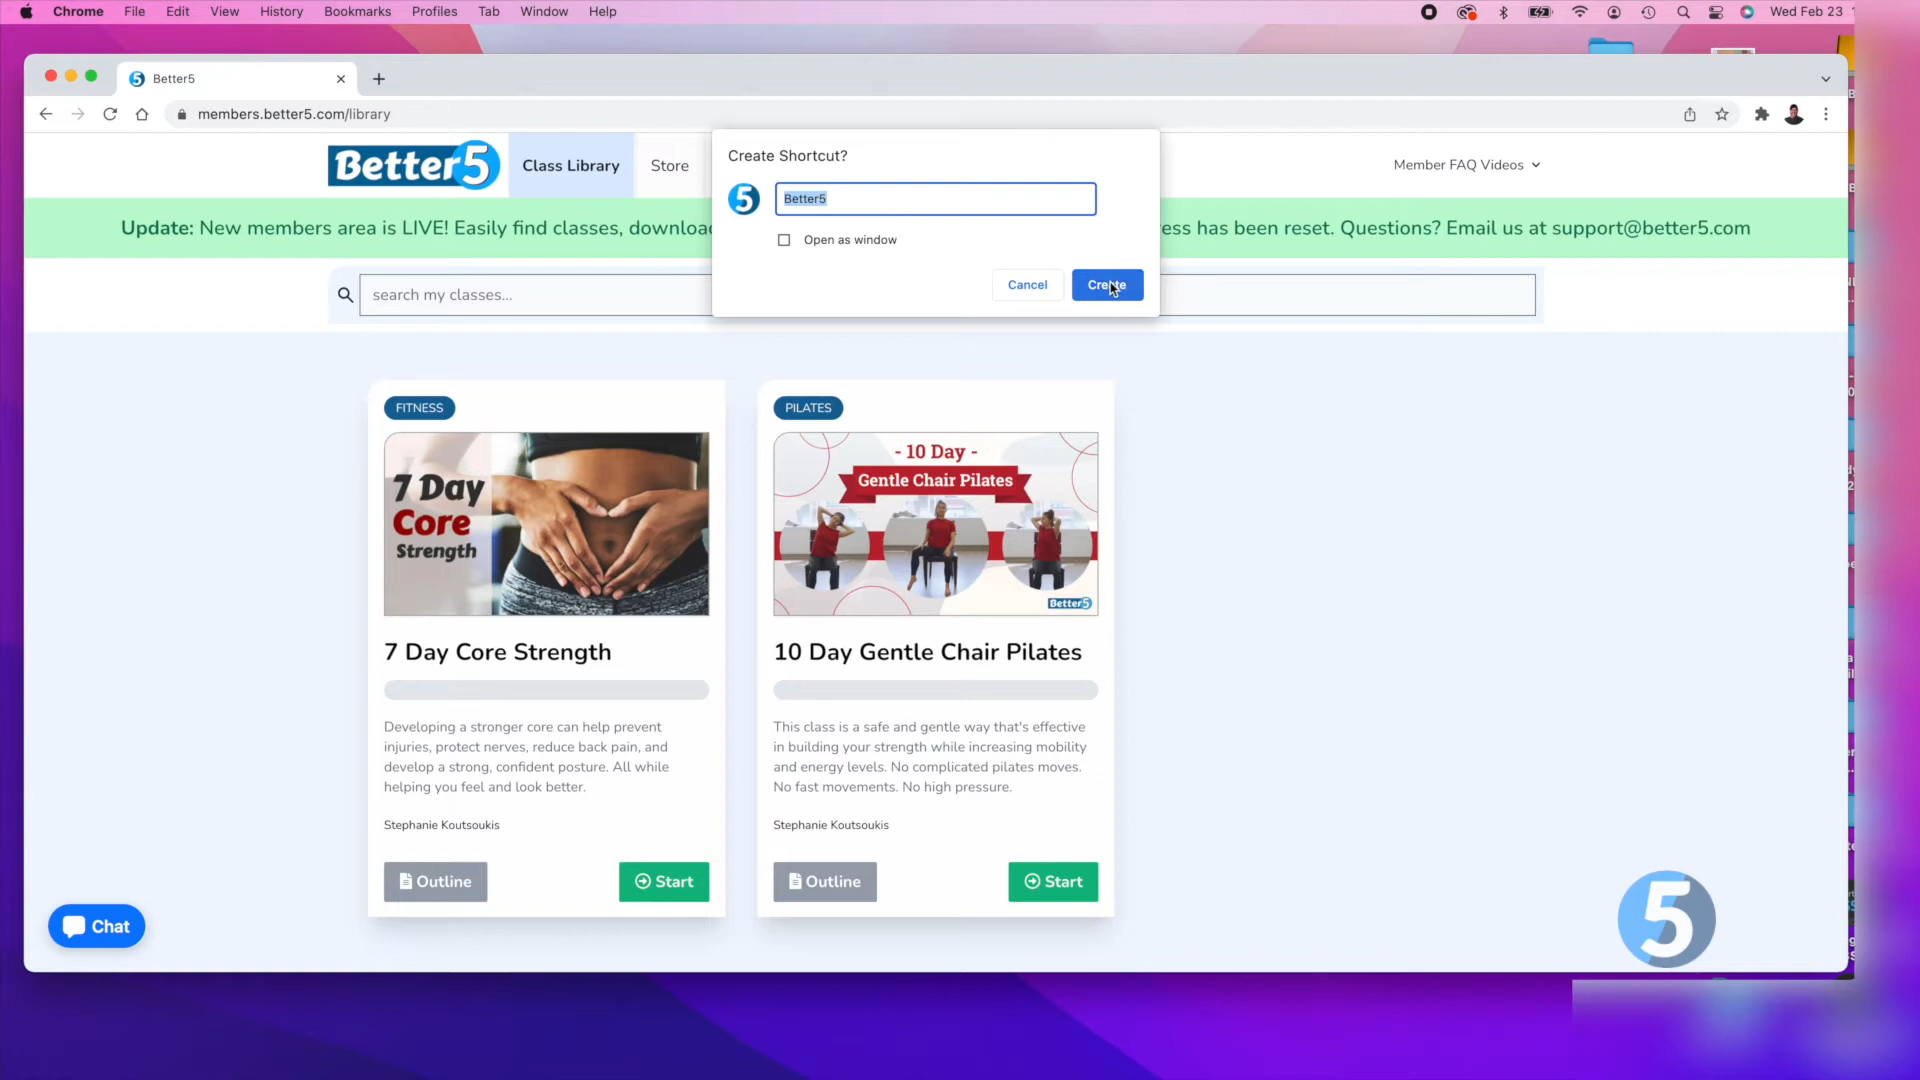 Chrome File Edit View History Bookmarks Profiles Tab Window Help
Wed Feb 23
Better5
members.better5.com/library
Better5
Class Library
Store
Member FAQ Videos
Create Shortcut?
5
Better5
Open as window
Cancel
Create
Update: New members area is LIVE! Easily find classes,
has been reset. Questions? Email us at support@better5.com
search my classes...
FITNESS
7 Day
Core
Strength
7 Day Core Strength
Developing a stronger core can help prevent
injuries, protect nerves, reduce back pain, and
develop a strong, confident posture. All while
helping you feel and look better.
Stephanie Koutsoukis
Outline
Start
PILATES
- 10 Day -
Gentle Chair Pilates
Better5
10 Day Gentle Chair Pilates
This class is a safe and gentle way that's effective
in building your strength while increasing mobility
and energy levels. No complicated pilates moves.
No fast movements. No high pressure.
Stephanie Koutsoukis
Outline
Start
Chat
5